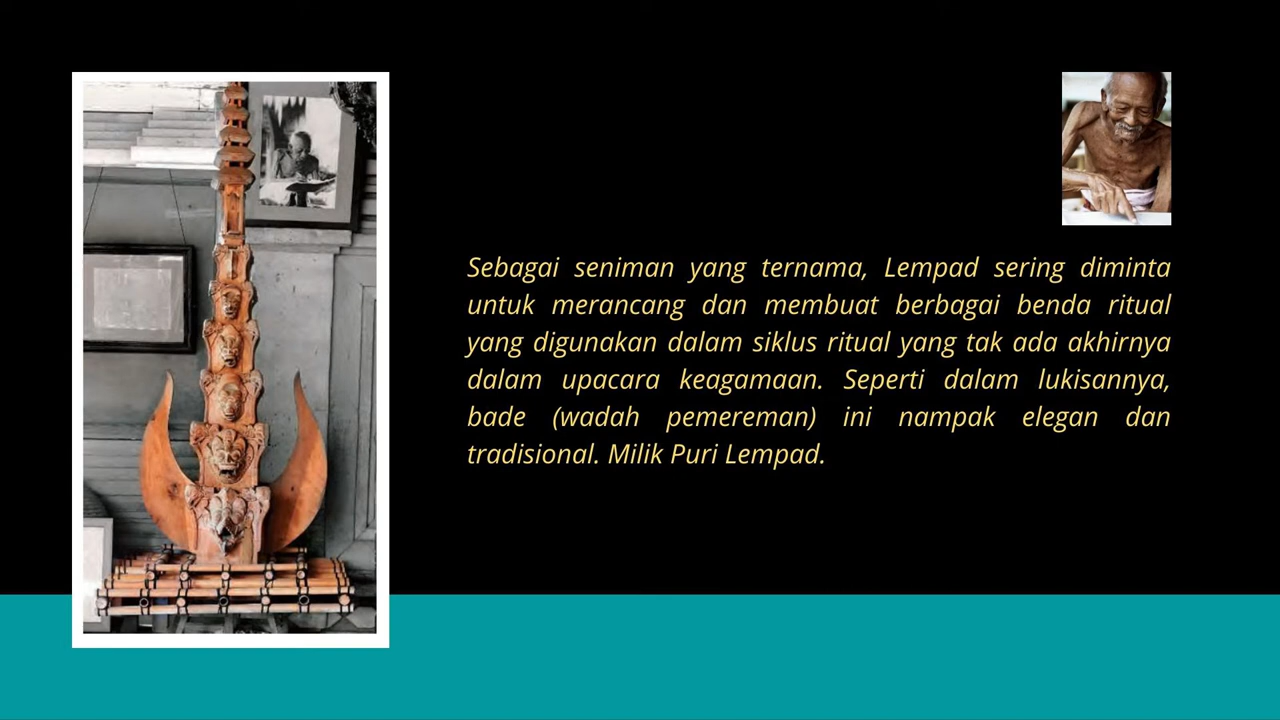 Sebagai seniman yang ternama, Lempad sering diminta
untuk merancang dan membuat berbagai benda ritual
yang digunakan dalam siklus ritual yang tak ada akhirnya
dalam upacara keagamaan. Seperti dalam lukisannya,
bade (wadah pemereman) ini nampak elegan dan
tradisional. Milik Puri Lempad.